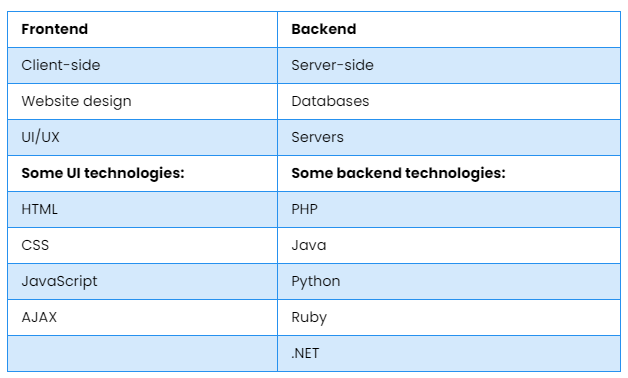 Frontend Backend
Client-side Server-side
Website design Databases
UI/UX Servers
Some UI technologies: Some backend technologies:
HTML PHP
CSS Java
JavaScript Python
AJAX Ruby
.NET